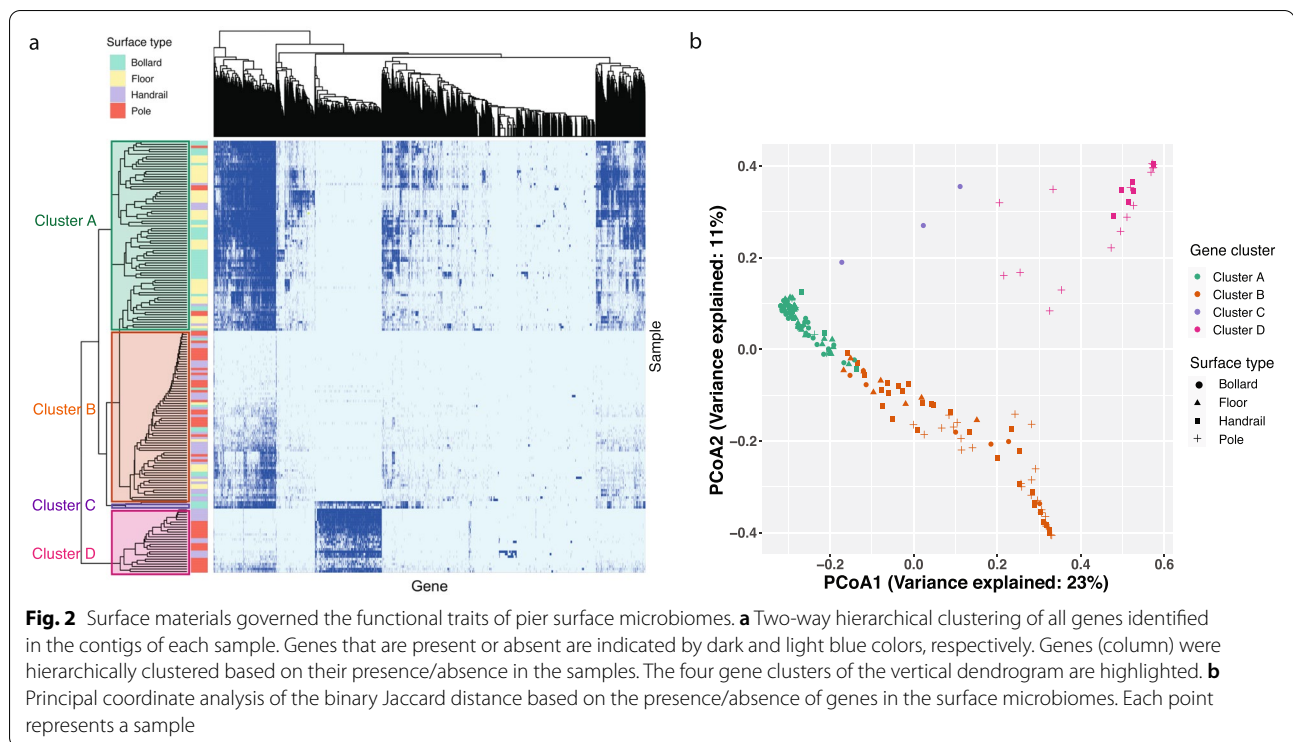 a
Surface type
Bollard
Floor
Handrail
Pole
Cluster A
Cluster B
Cluster C
Cluster D
Sample
Gene
b
PCoA2 (Variance explained: 11%)
0.4
0.2
0.0
−0.2
−0.4
−0.2
0.0
0.2
0.4
0.6
PCoA1 (Variance explained: 23%)
Gene cluster
Cluster A
Cluster B
Cluster C
Cluster D
Surface type
Bollard
Floor
Handrail
Pole
Fig. 2 Surface materials governed the functional traits of pier surface microbiomes. a Two-way hierarchical clustering of all genes identified
in the contigs of each sample. Genes that are present or absent are indicated by dark and light blue colors, respectively. Genes (column) were
hierarchically clustered based on their presence/absence in the samples. The four gene clusters of the vertical dendrogram are highlighted. b
Principal coordinate analysis of the binary Jaccard distance based on the presence/absence of genes in the surface microbiomes. Each point
represents a sample